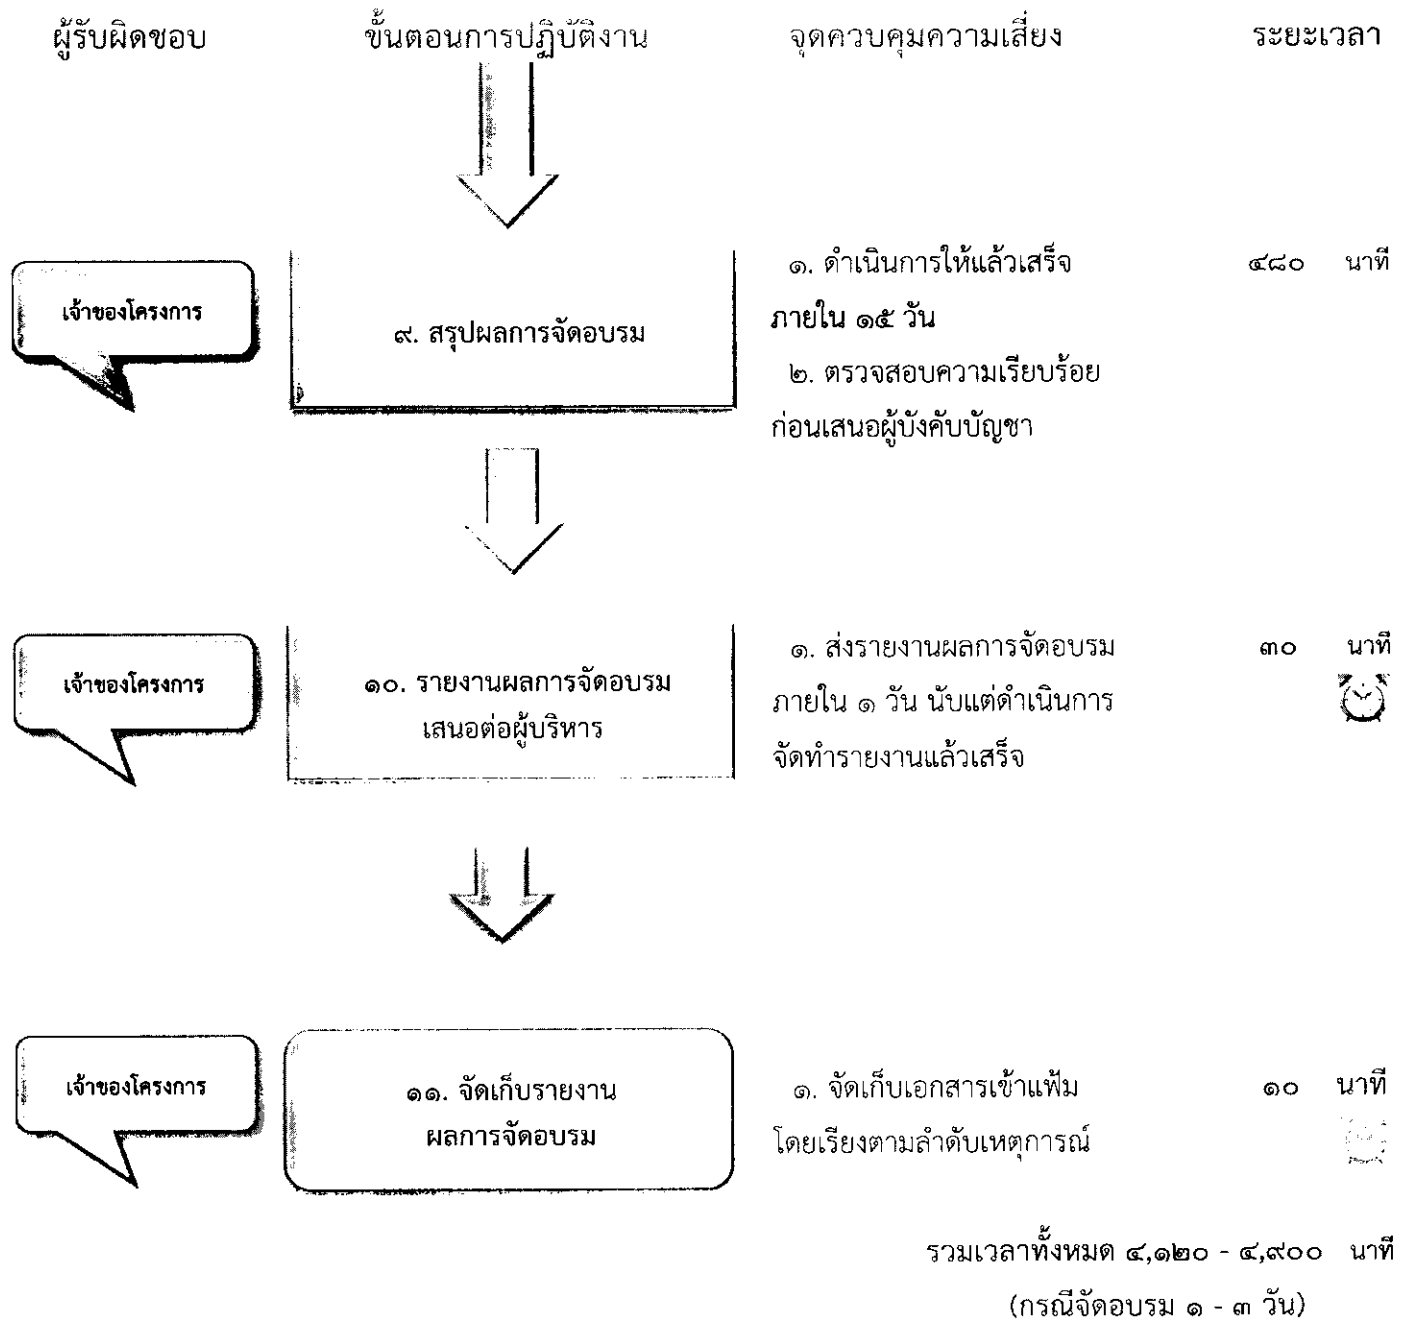 ผู้รับผิดชอบ ขั้นตอนการปฏิบัติงาน จุดควบคุมความเสี่ยง ระยะเวลา
เจ้าของโครงการ
๙. สรุปผลการจัดอบรม
๑. ดำเนินการให้แล้วเสร็จ
ภายใน ๑๕ วัน
๒. ตรวจสอบความเรียบร้อย
ก่อนเสนอผู้บังคับบัญชา
๔๘๐ นาที
เจ้าของโครงการ
๑๐. รายงานผลการจัดอบรม
เสนอต่อผู้บริหาร
๑. ส่งรายงานผลการจัดอบรม
ภายใน ๑ วัน นับแต่ดำเนินการ
จัดทำรายงานแล้วเสร็จ
๓๐ นาที
เจ้าของโครงการ
๑๑. จัดเก็บรายงาน
ผลการจัดอบรม
๑. จัดเก็บเอกสารเข้าแฟ้ม
โดยเรียงตามลำดับเหตุการณ์
๑๐ นาที
รวมเวลาทั้งหมด ๔,๑๒๐ - ๔,๙๐๐ นาที
(กรณีจัดอบรม ๑ - ๓ วัน)